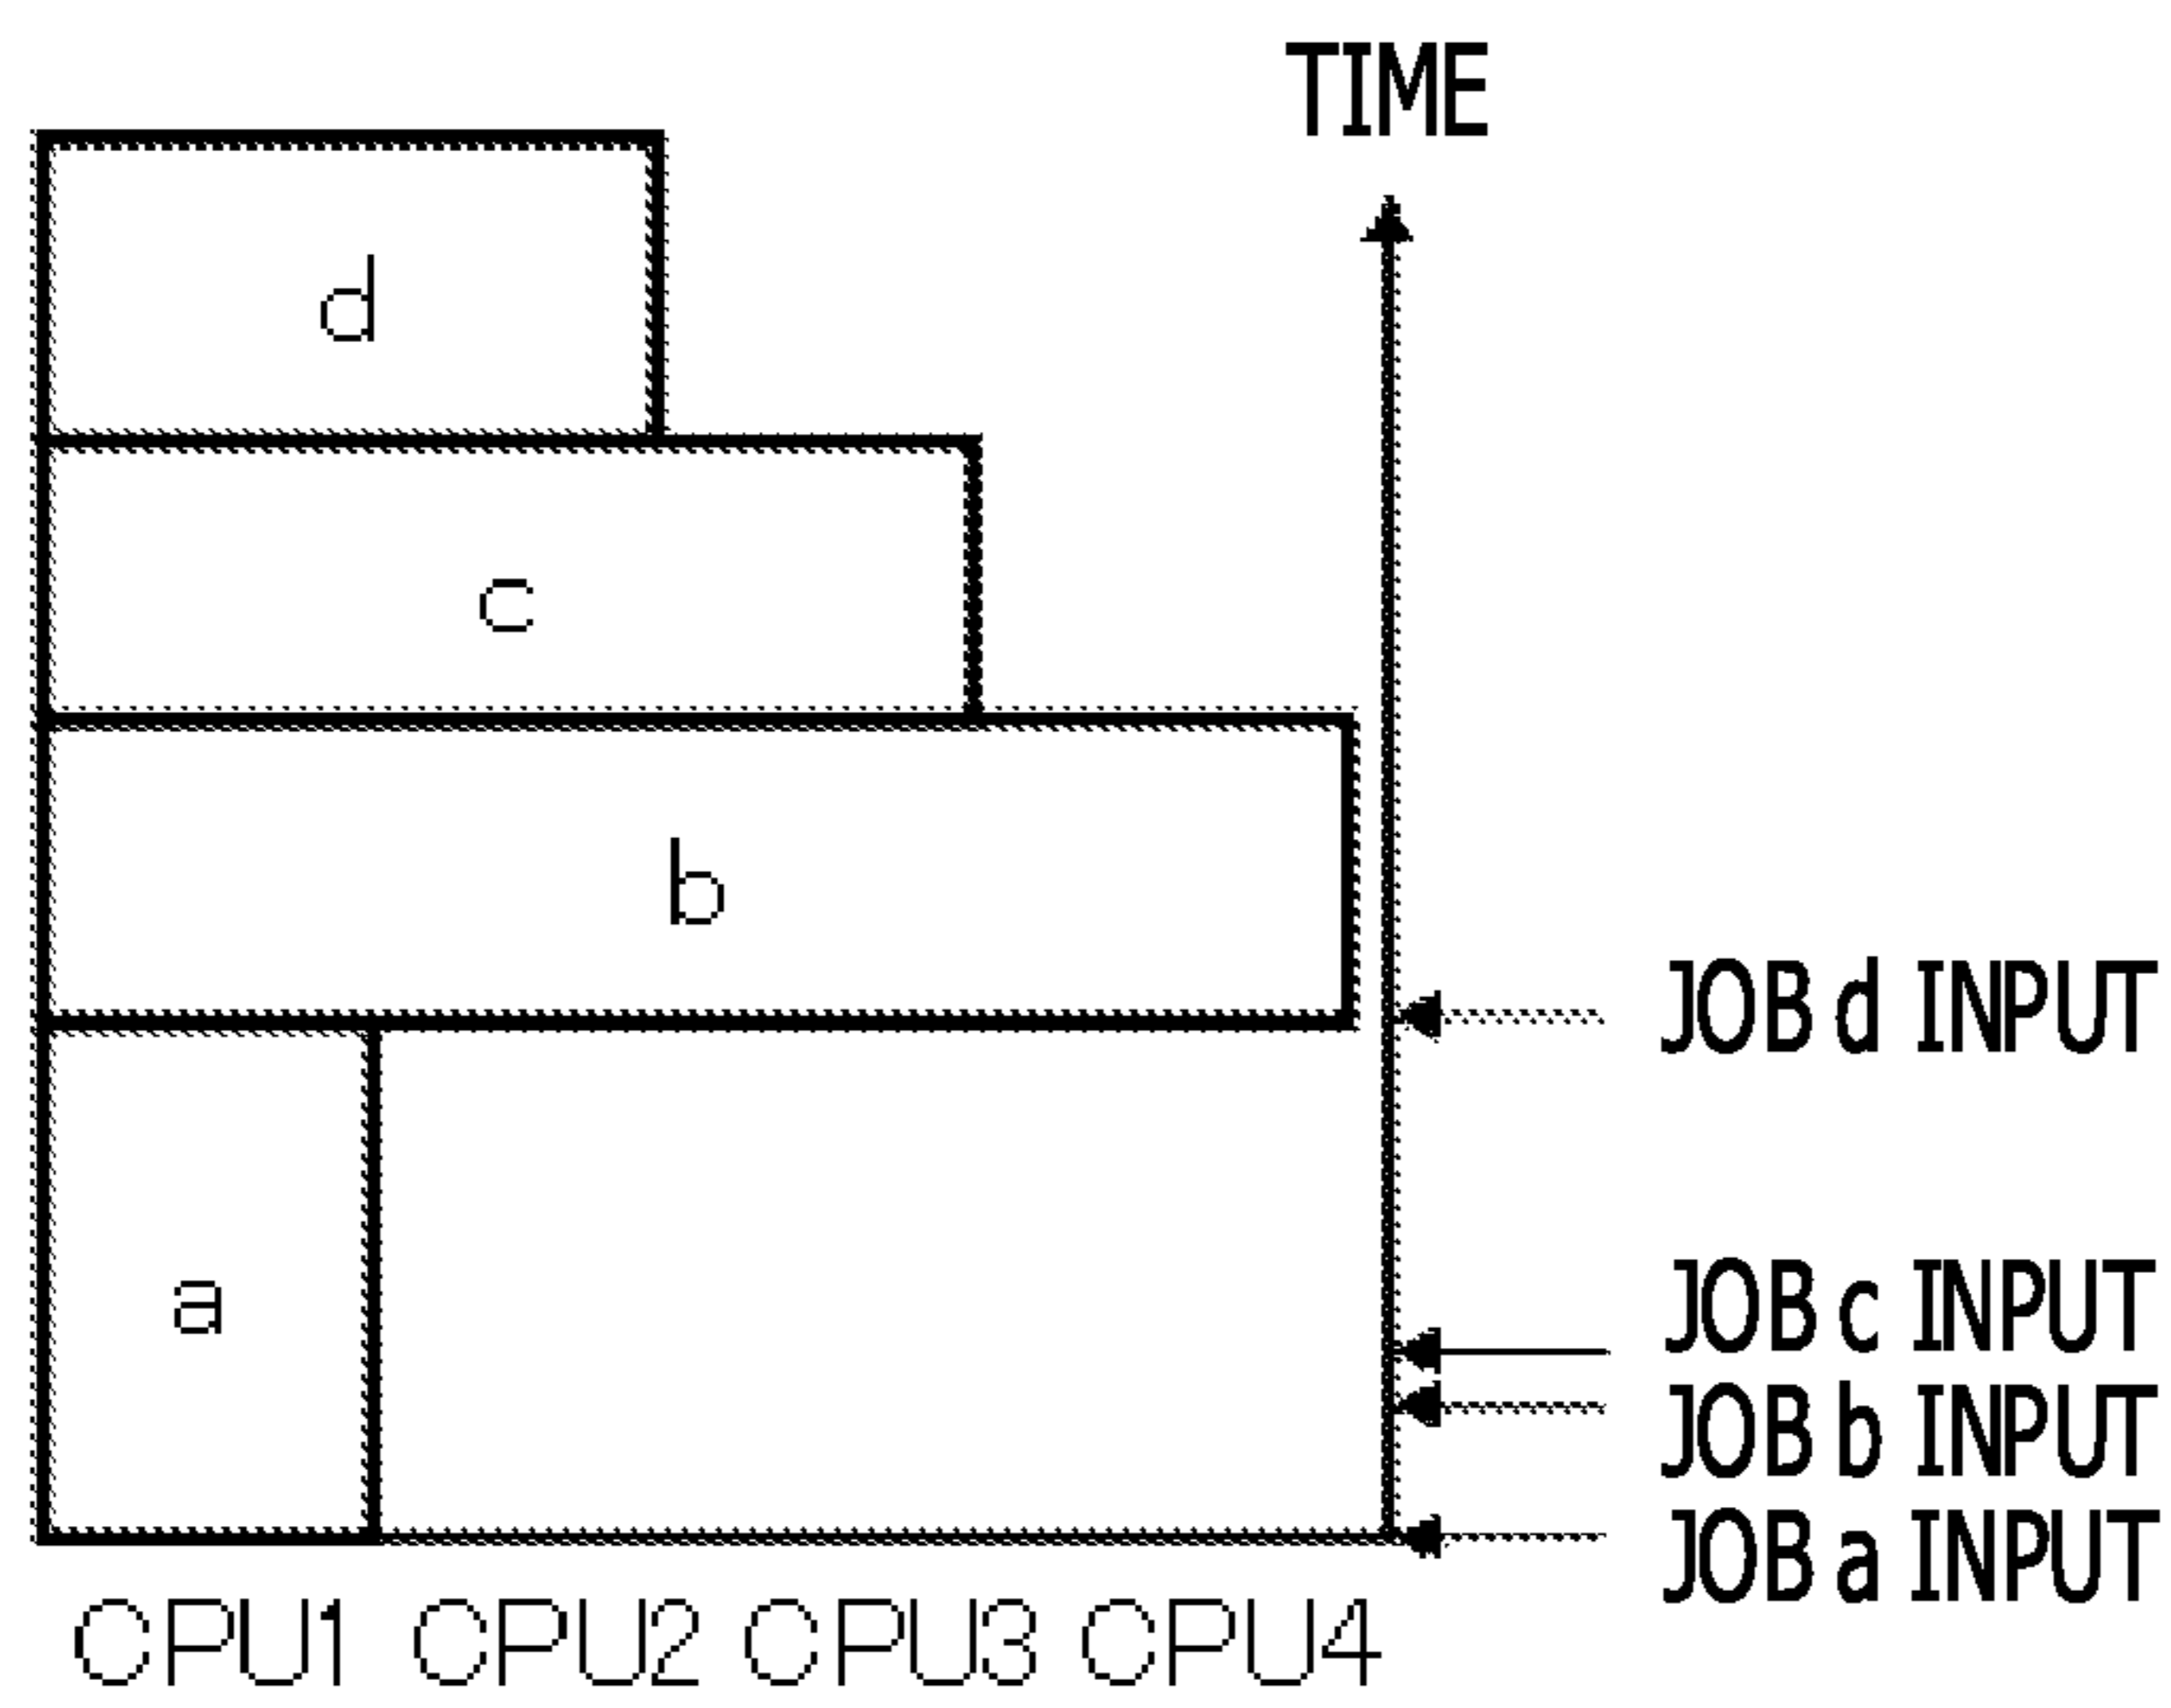 TIME
d
c
b
JOB d INPUT
a
JOB c INPUT
JOB b INPUT
JOB a INPUT
CPU1 CPU2 CPU3 CPU4